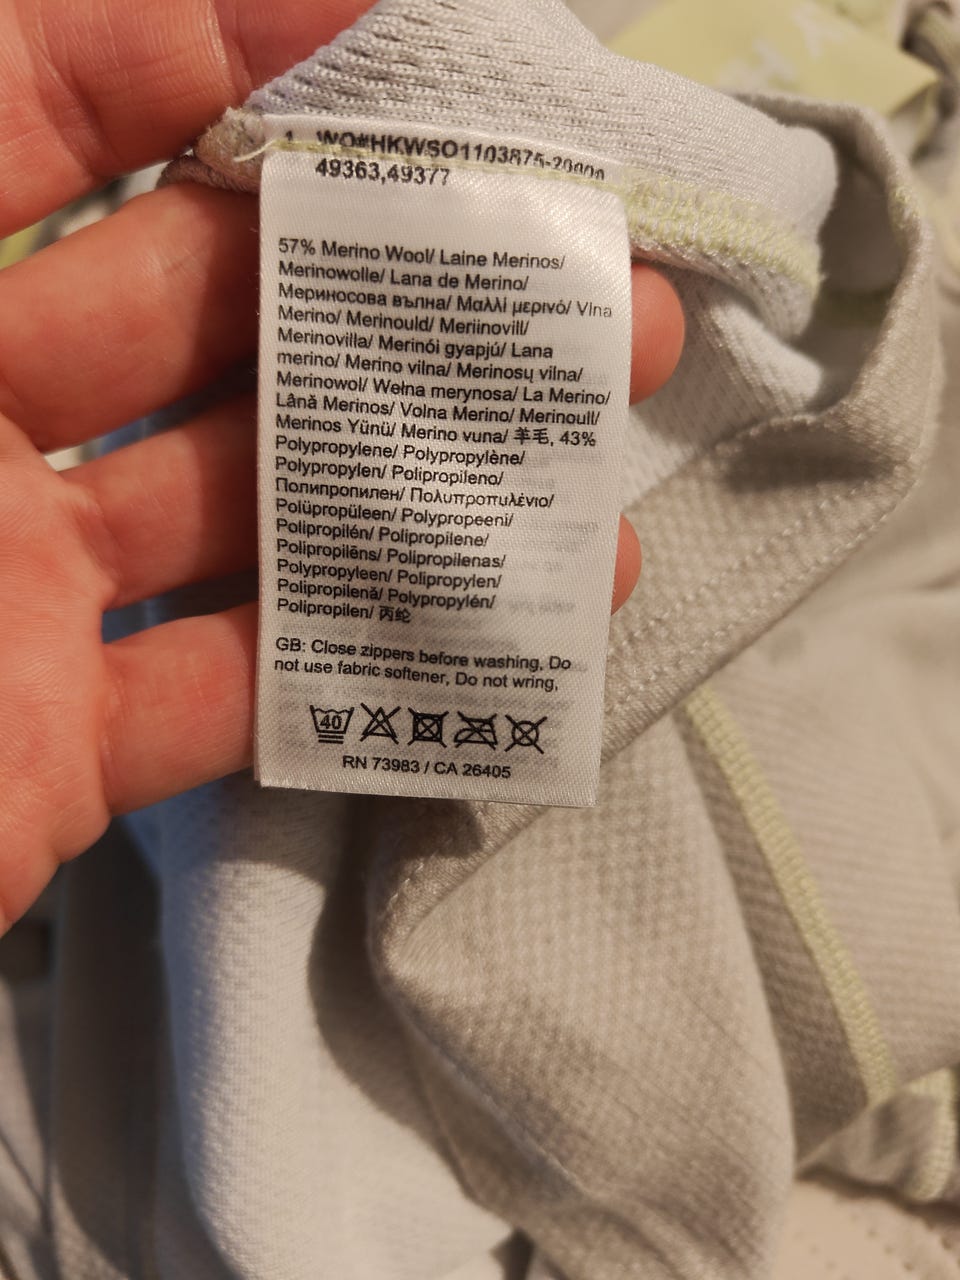 1. WO#HKWSO1103875-
49363,49377
57% Merino Wool/ Laine Merinos/
Merinowolle/ Lana de Merino/
Мериносова вълна/ Μαλλί μερινό/ Vlna
Merino/ Merinould/ Meriinovill/
Merinovilla/ Merinói gyapjú/ Lana
merino/ Merino vilna/ Merinosų vilna/
Merinowol/ Wełna merynosa/ La Merino/
Lână Merinos/ Volna Merino/ Merinoull/
Merinos Yünü/ Merino vuna/ 羊毛, 43%
Polypropylene/ Polypropylène/
Polypropylen/ Polipropileno/
Полипропилен/ Πολυπροπυλένιο/
Polüpropüleen/ Polypropeeni/
Polipropilén/ Polipropilene/
Polipropilēns/ Polipropilenas/
Polypropyleen/ Polipropylen/
Polipropilenă/ Polypropylén/
Polipropilen/ 丙纶
GB: Close zippers before washing, Do
not use fabric softener, Do not wring,
40
RN 73983 / CA 26405